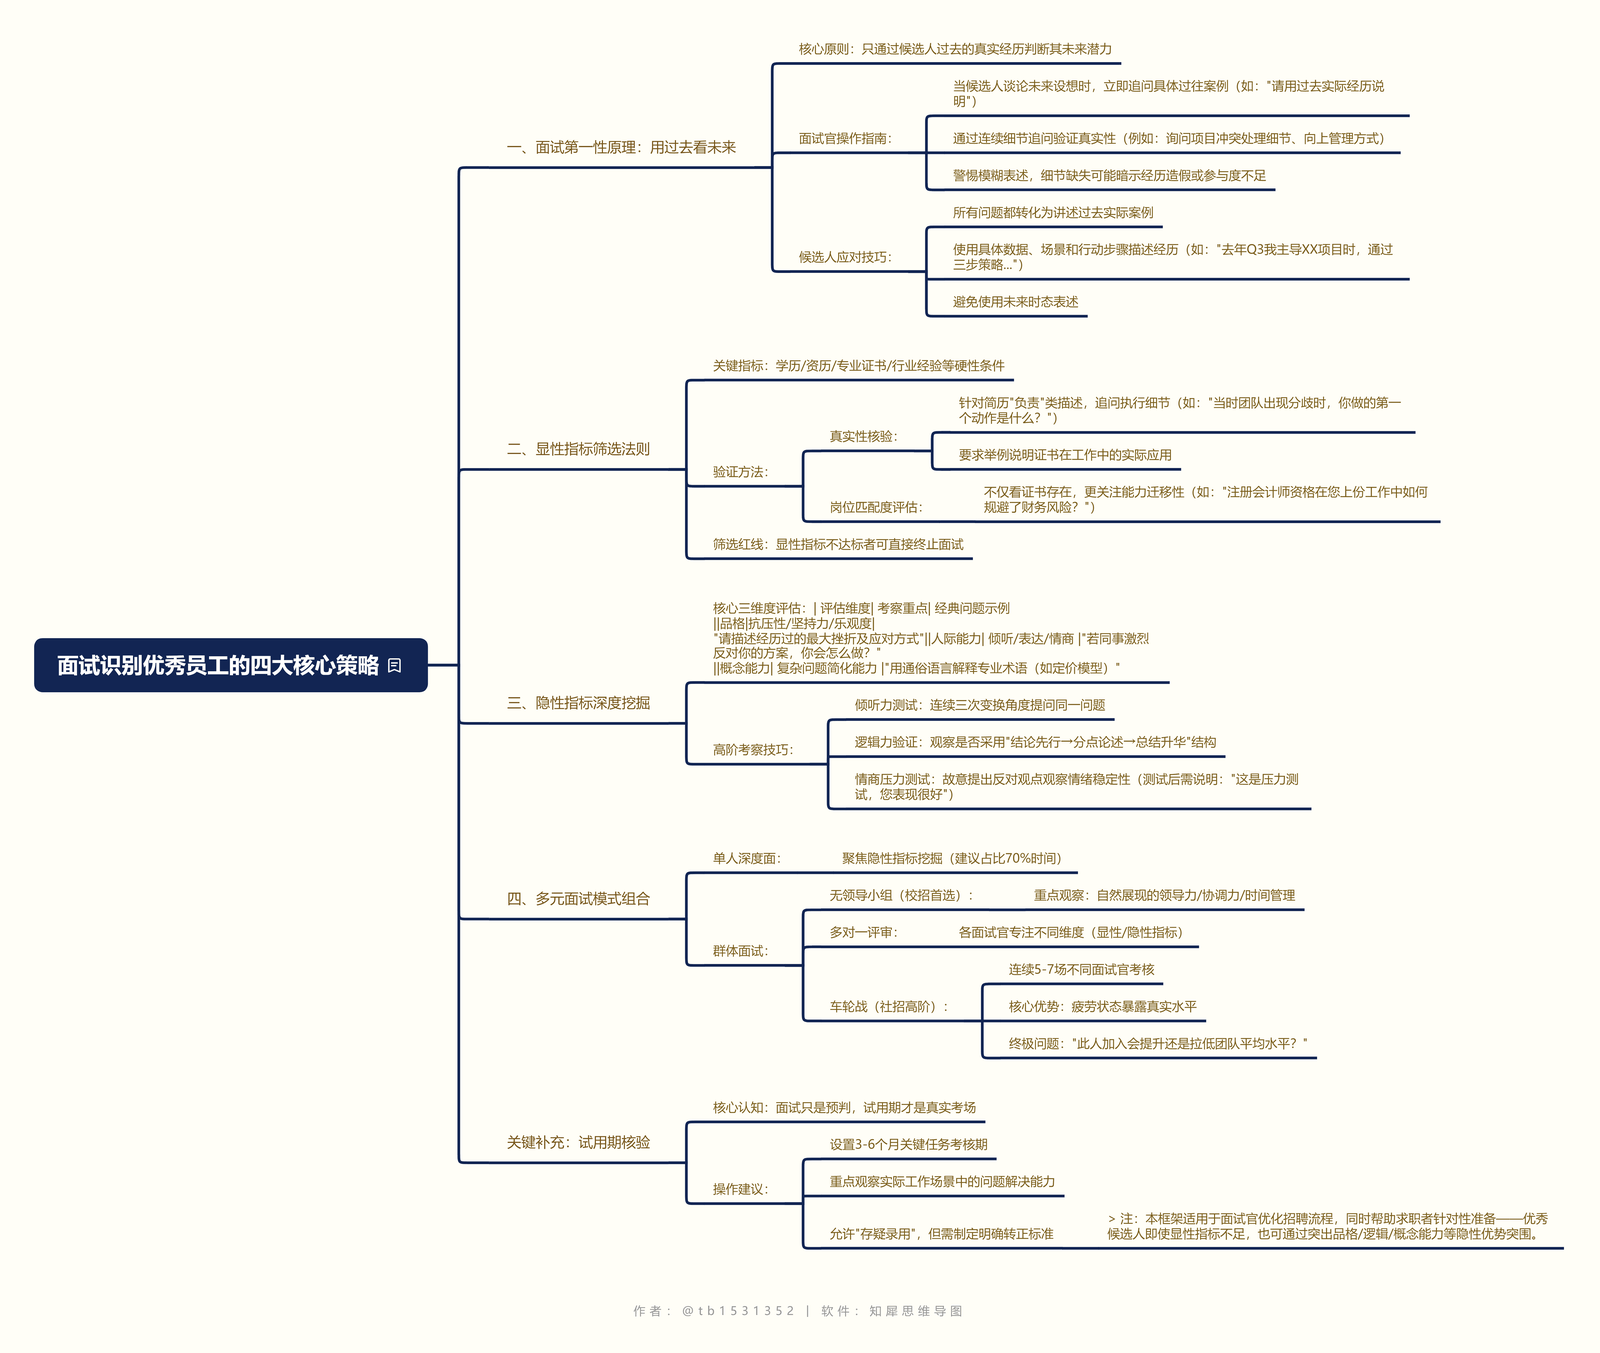 核心原则：只通过候选人过去的真实经历判断其未来潜力
当候选人谈论未来设想时，立即追问具体过往案例（如："请用过去实际经历说
明"）
一、面试第一性原理：用过去看未来
面试官操作指南：
通过连续细节追问验证真实性（例如：询问项目冲突处理细节、向上管理方式）
警惕模糊表述，细节缺失可能暗示经历造假或参与度不足
所有问题都转化为讲述过去实际案例
候选人应对技巧：
使用具体数据、场景和行动步骤描述经历（如："去年Q3我主导XX项目时，通过
三步策略..."）
避免使用未来时态表述
关键指标：学历/资历/专业证书/行业经验等硬性条件
二、显性指标筛选法则
验证方法：
真实性核验：
针对简历"负责"类描述，追问执行细节（如："当时团队出现分歧时，你做的第一
个动作是什么？"）
要求举例说明证书在工作中的实际应用
岗位匹配度评估：
不仅看证书存在，更关注能力迁移性（如："注册会计师资格在您上份工作中如何
规避了财务风险？"）
筛选红线：显性指标不达标者可直接终止面试
面试识别优秀员工的四大核心策略
三、隐性指标深度挖掘
核心三维度评估：| 评估维度| 考察重点| 经典问题示例
||品格|抗压性/坚持力/乐观度|
"请描述经历过的最大挫折及应对方式"||人际能力| 倾听/表达/情商 |"若同事激烈
反对你的方案，你会怎么做？"
||概念能力| 复杂问题简化能力 |"用通俗语言解释专业术语（如定价模型）"
高阶考察技巧：
倾听力测试：连续三次变换角度提问同一问题
逻辑力验证：观察是否采用"结论先行→分点论述→总结升华"结构
情商压力测试：故意提出反对观点观察情绪稳定性（测试后需说明："这是压力测
试，您表现很好"）
四、多元面试模式组合
单人深度面：
聚焦隐性指标挖掘（建议占比70%时间）
群体面试：
无领导小组（校招首选）：
重点观察：自然展现的领导力/协调力/时间管理
多对一评审：
各面试官专注不同维度（显性/隐性指标）
车轮战（社招高阶）：
连续5-7场不同面试官考核
核心优势：疲劳状态暴露真实水平
终极问题："此人加入会提升还是拉低团队平均水平？"
关键补充：试用期核验
核心认知：面试只是预判，试用期才是真实考场
操作建议：
设置3-6个月关键任务考核期
重点观察实际工作场景中的问题解决能力
允许"存疑录用"，但需制定明确转正标准
> 注：本框架适用于面试官优化招聘流程，同时帮助求职者针对性准备——优秀
候选人即使显性指标不足，也可通过突出品格/逻辑/概念能力等隐性优势突围。
作者：@tb1531352 | 软件：知犀思维导图